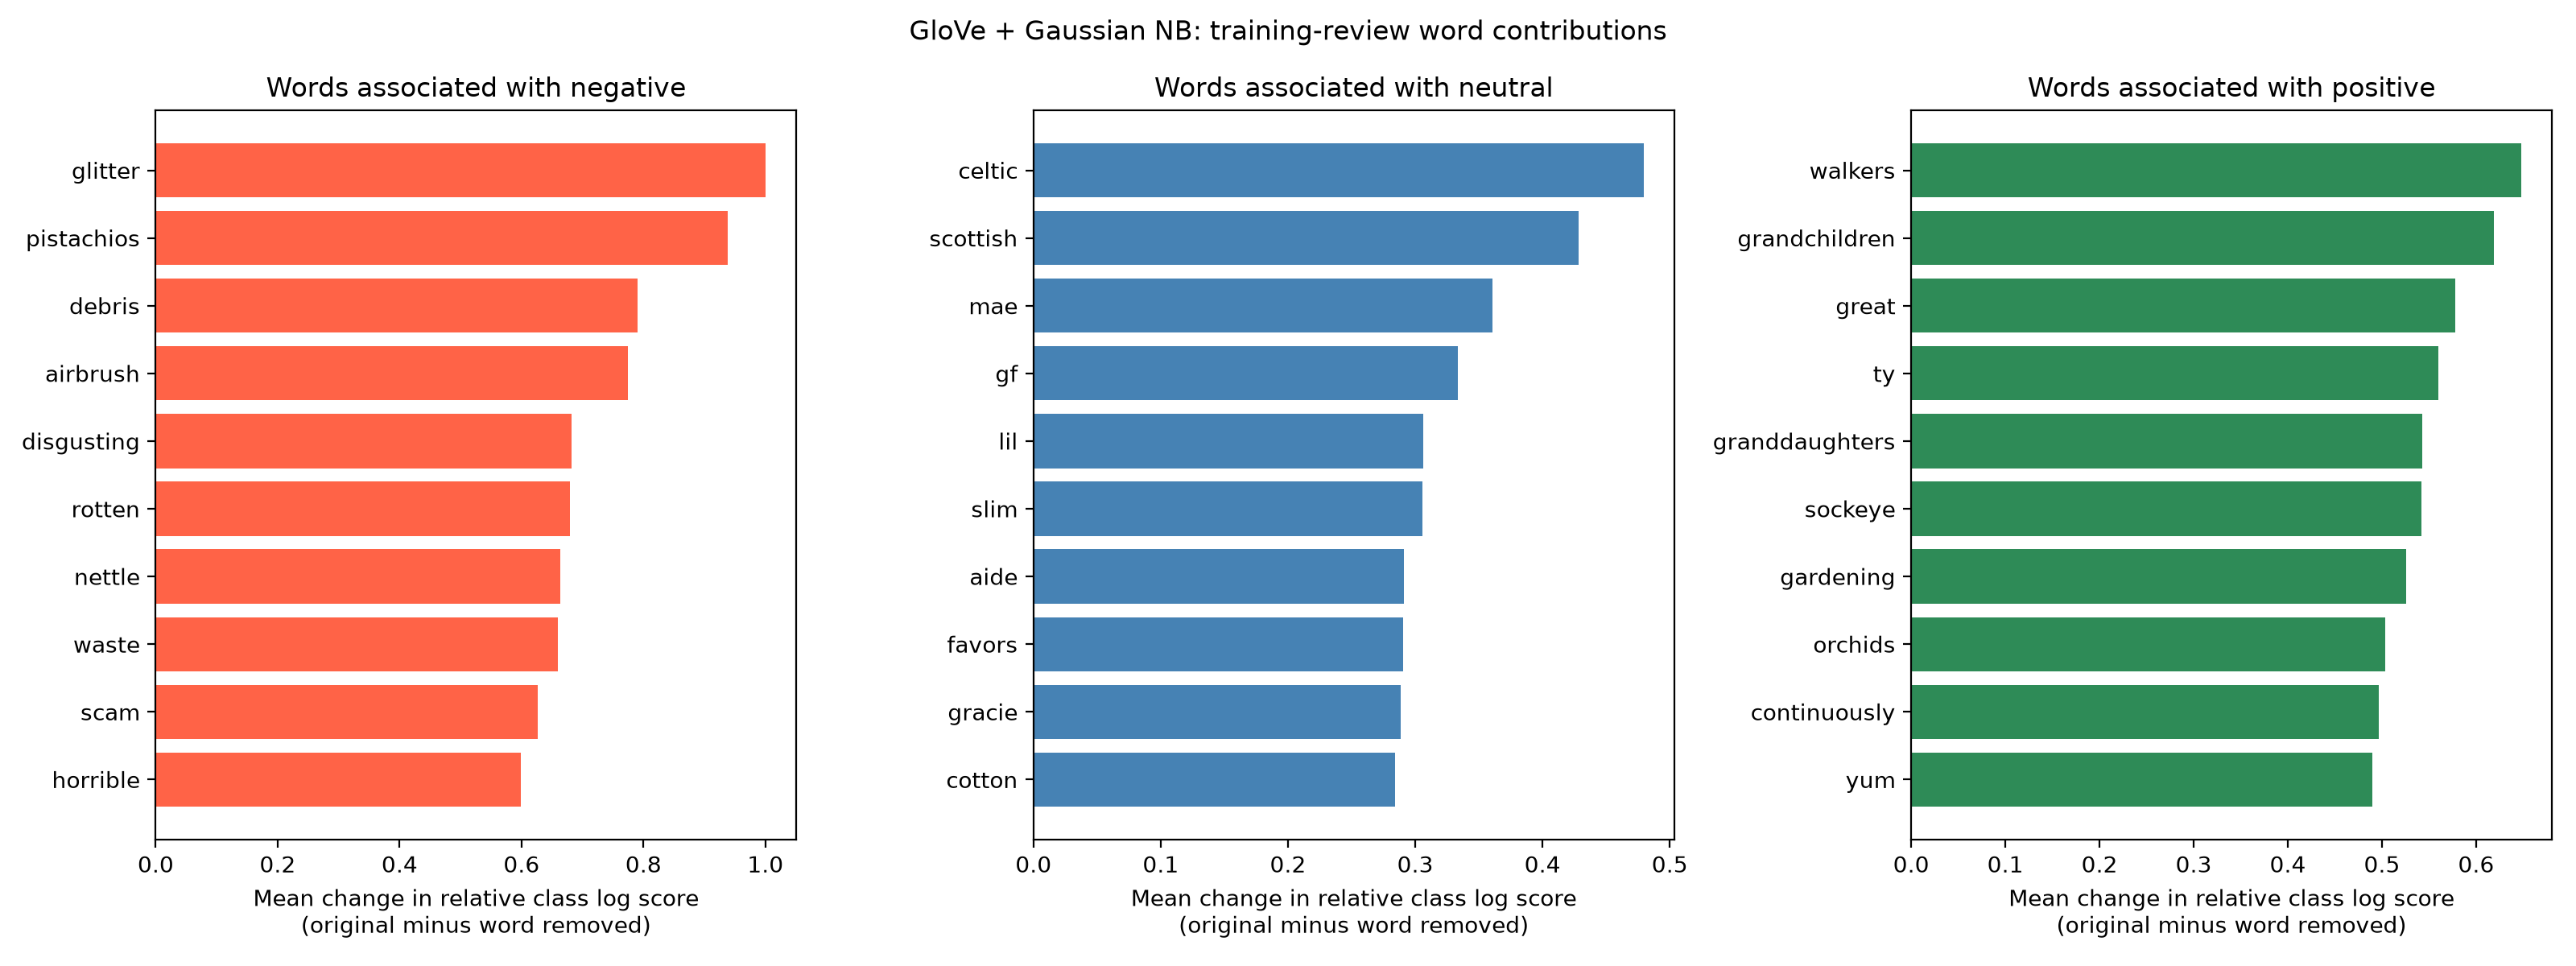 GloVe + Gaussian NB: training-review word contributions
Words associated with negative
glitter
pistachios
debris
airbrush
disgusting
rotten
nettle
waste
scam
horrible
0.0 0.2 0.4 0.6 0.8 1.0
Mean change in relative class log score
(original minus word removed)
Words associated with neutral
celtic
scottish
mae
gf
lil
slim
aide
favors
gracie
cotton
0.0 0.1 0.2 0.3 0.4 0.5
Mean change in relative class log score
(original minus word removed)
Words associated with positive
walkers
grandchildren
great
ty
granddaughters
sockeye
gardening
orchids
continuously
yum
0.0 0.1 0.2 0.3 0.4 0.5 0.6
Mean change in relative class log score
(original minus word removed)